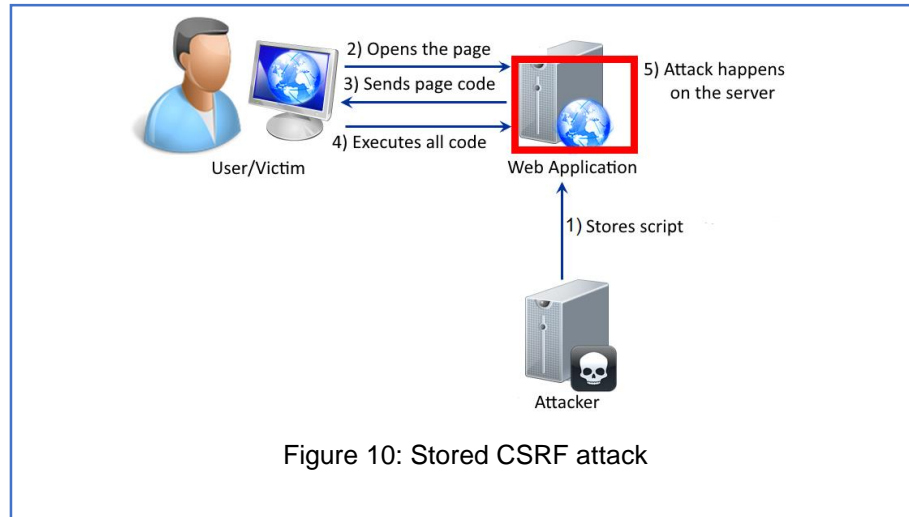 2) Opens the page
3) Sends page code
4) Executes all code
5) Attack happens
on the server
User/Victim
Web Application
1) Stores script
Attacker
Figure 10: Stored CSRF attack